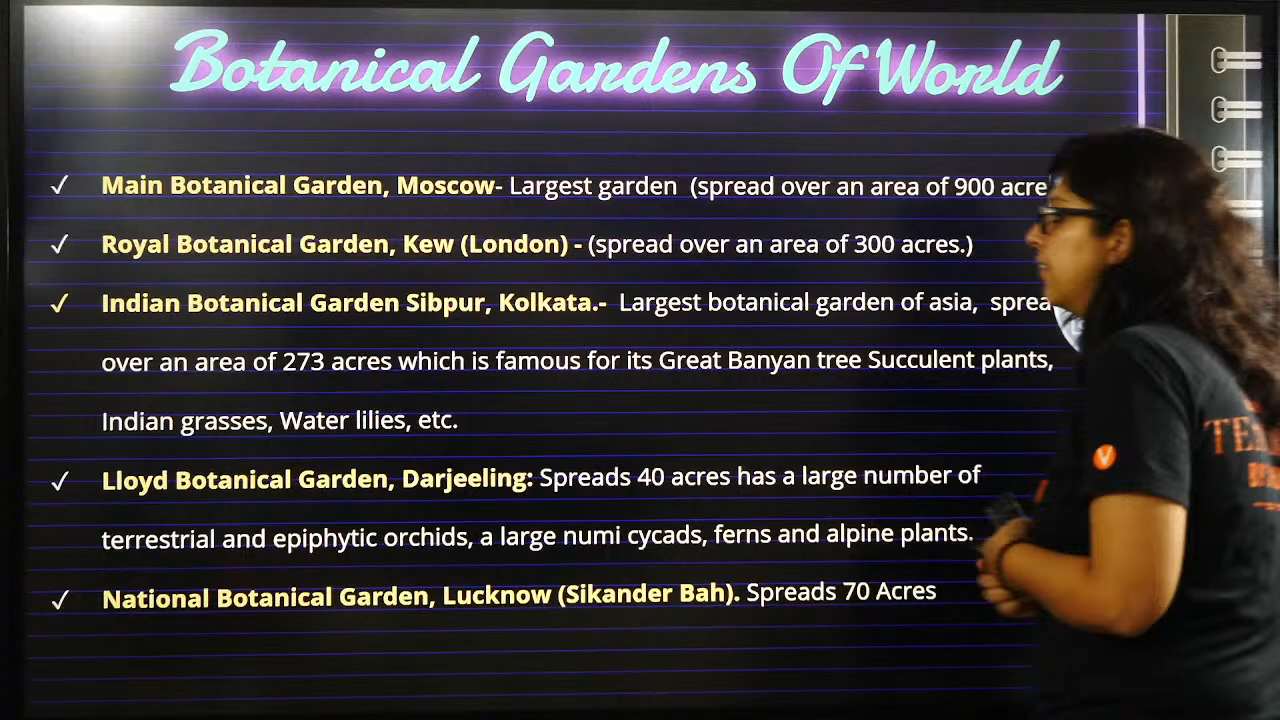 Botanical Gardens Of World
✓ Main Botanical Garden, Moscow- Largest garden (spread over an area of 900 acre
✓ Royal Botanical Garden, Kew (London) - (spread over an area of 300 acres.)
✓ Indian Botanical Garden Sibpur, Kolkata.- Largest botanical garden of asia, sprea
over an area of 273 acres which is famous for its Great Banyan tree Succulent plants,
Indian grasses, Water lilies, etc.
✓ Lloyd Botanical Garden, Darjeeling: Spreads 40 acres has a large number of
terrestrial and epiphytic orchids, a large numi cycads, ferns and alpine plants.
✓ National Botanical Garden, Lucknow (Sikander Bah). Spreads 70 Acres